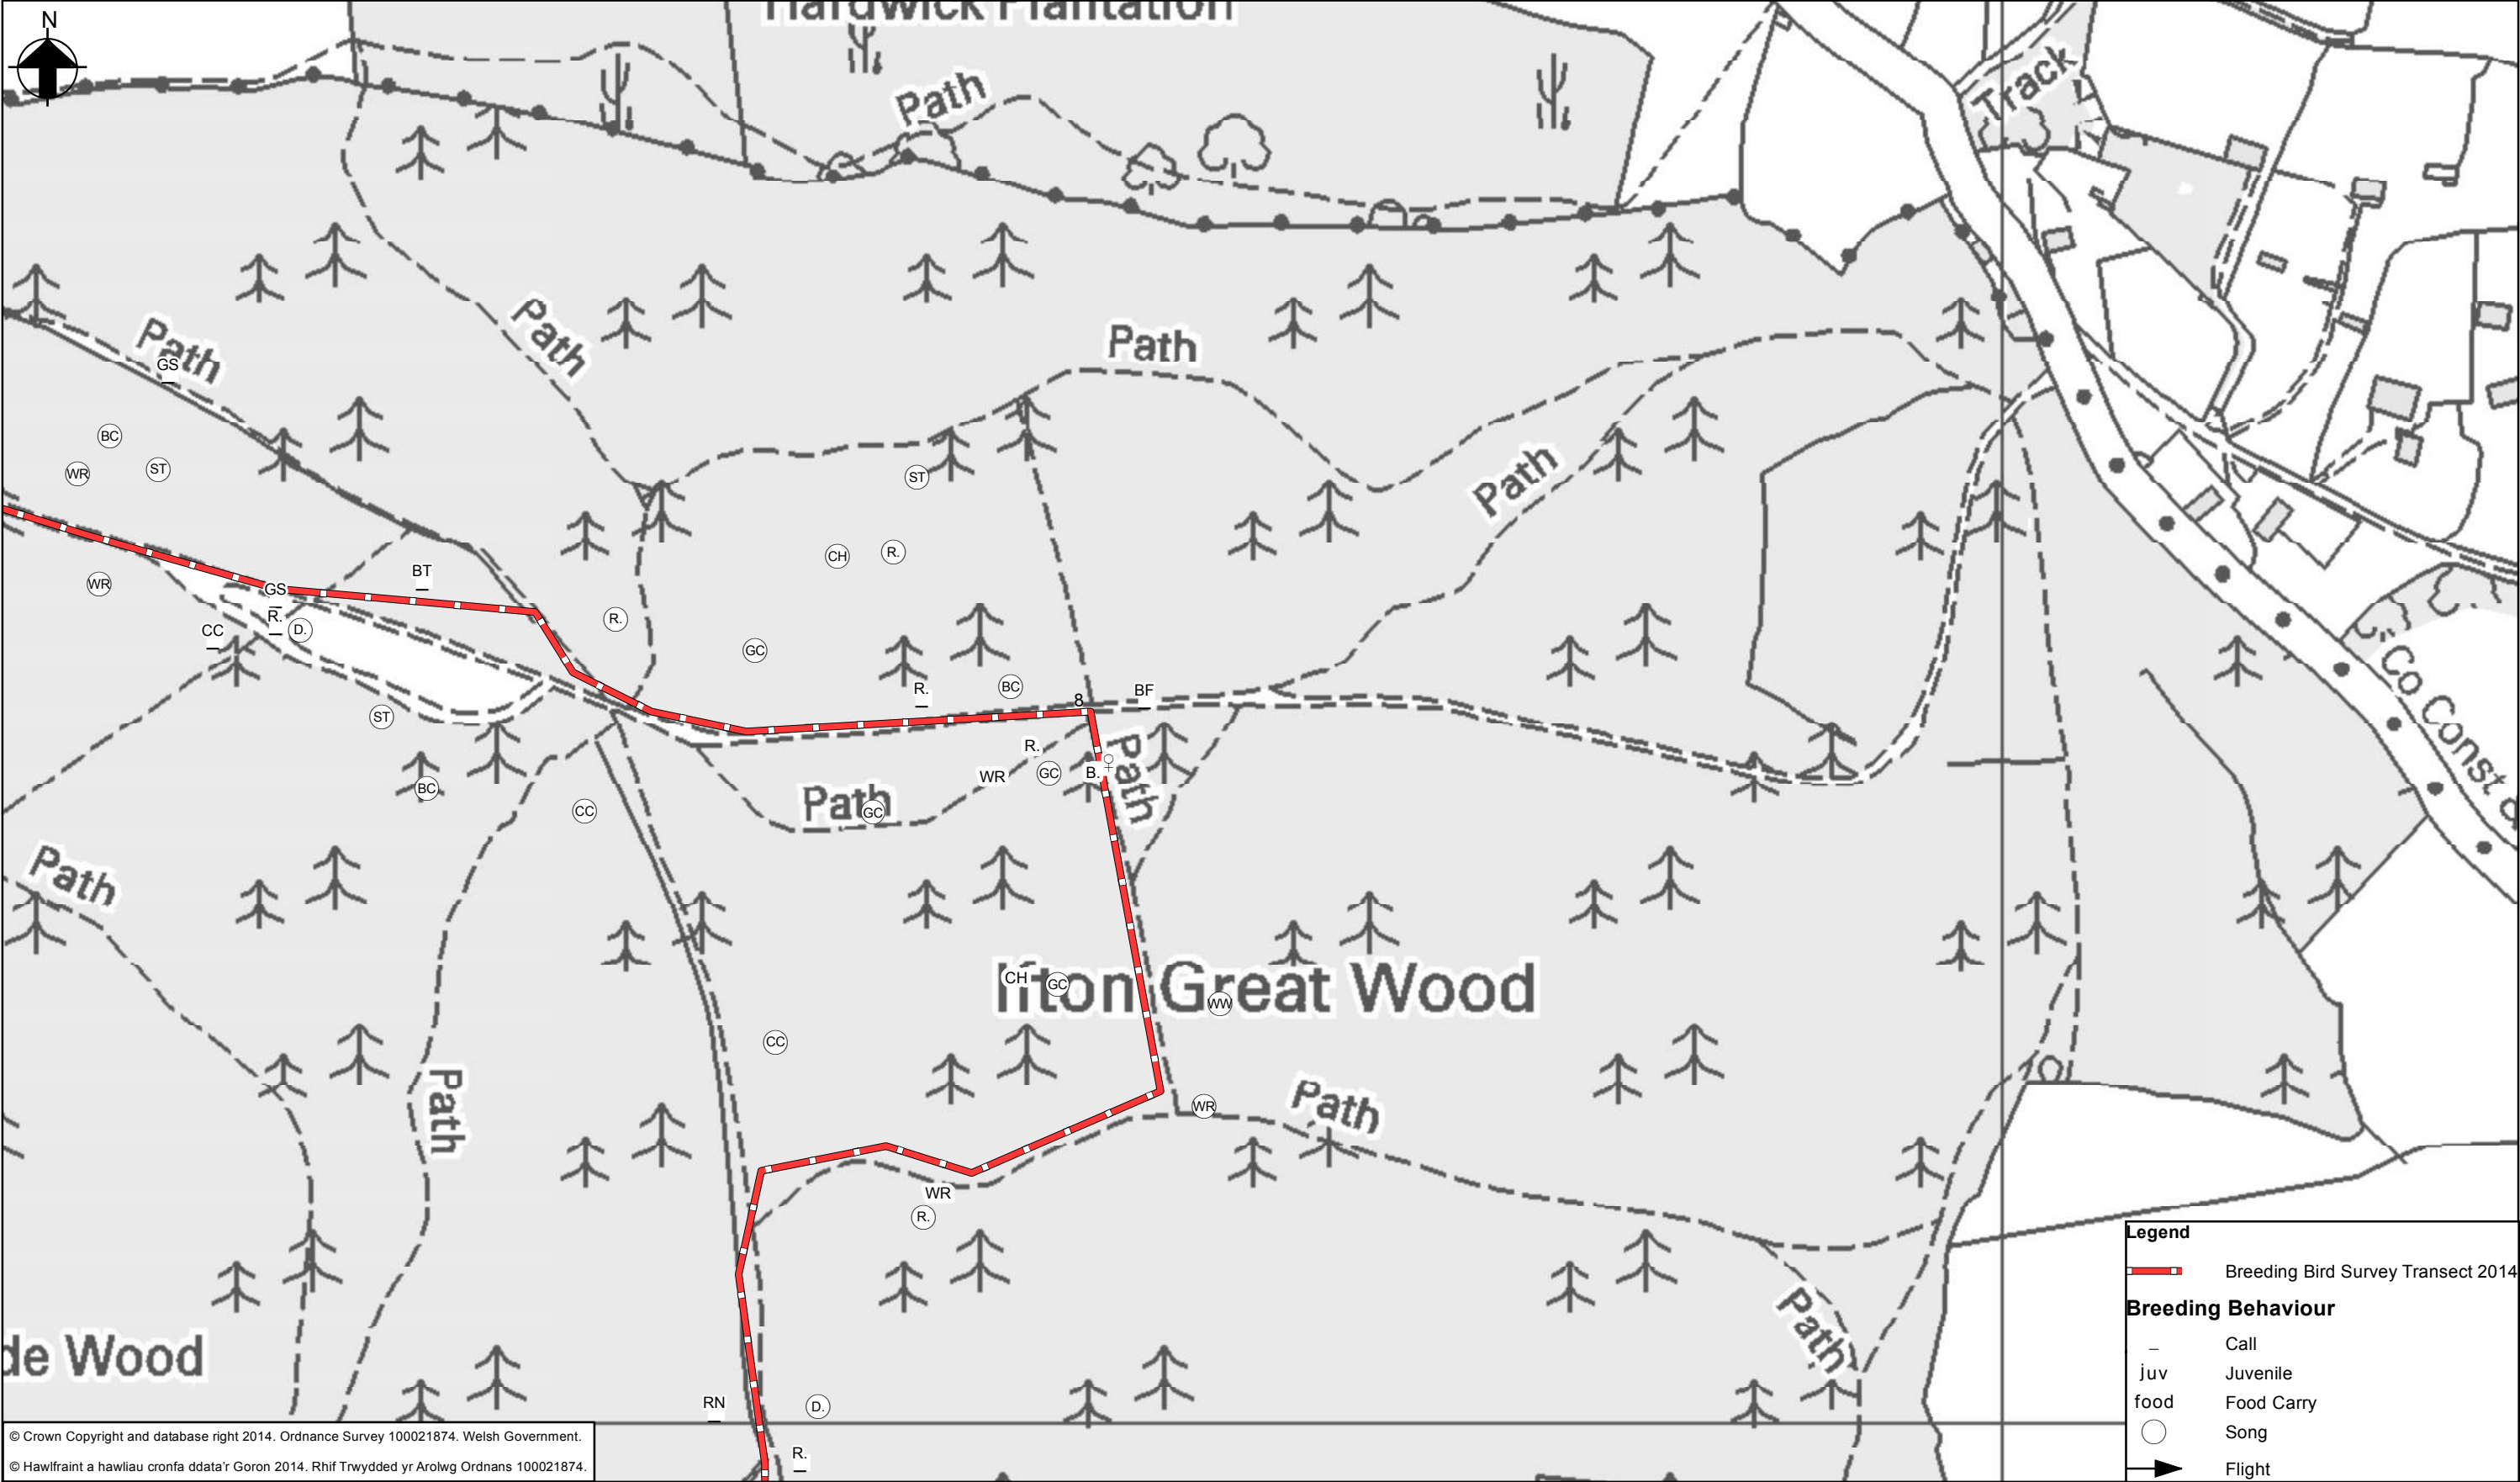 Hardwick Plantation
N
Path
Track
Path
Path
Path
GS
BC
WR
ST
ST
Path
CH
R.
BT
WR
GS
R.
D.
CC
R.
GC
BC
R.
8
BF
ST
R.
WR
GC
B. ♀
Path
BC
CC
Path
GC
Co Const
Path
CH
GC
WW
lfton Great Wood
CC
Path
WR
Path
WR
R.
Path
de Wood
RN
D.
R.
Legend
Breeding Bird Survey Transect 2014
Breeding Behaviour
_ Call
juv Juvenile
food Food Carry
Song
Flight
© Crown Copyright and database right 2014. Ordnance Survey 100021874. Welsh Government.
© Hawlfraint a hawliau cronfa ddata'r Goron 2014. Rhif Trwydded yr Arolwg Ordnans 100021874.